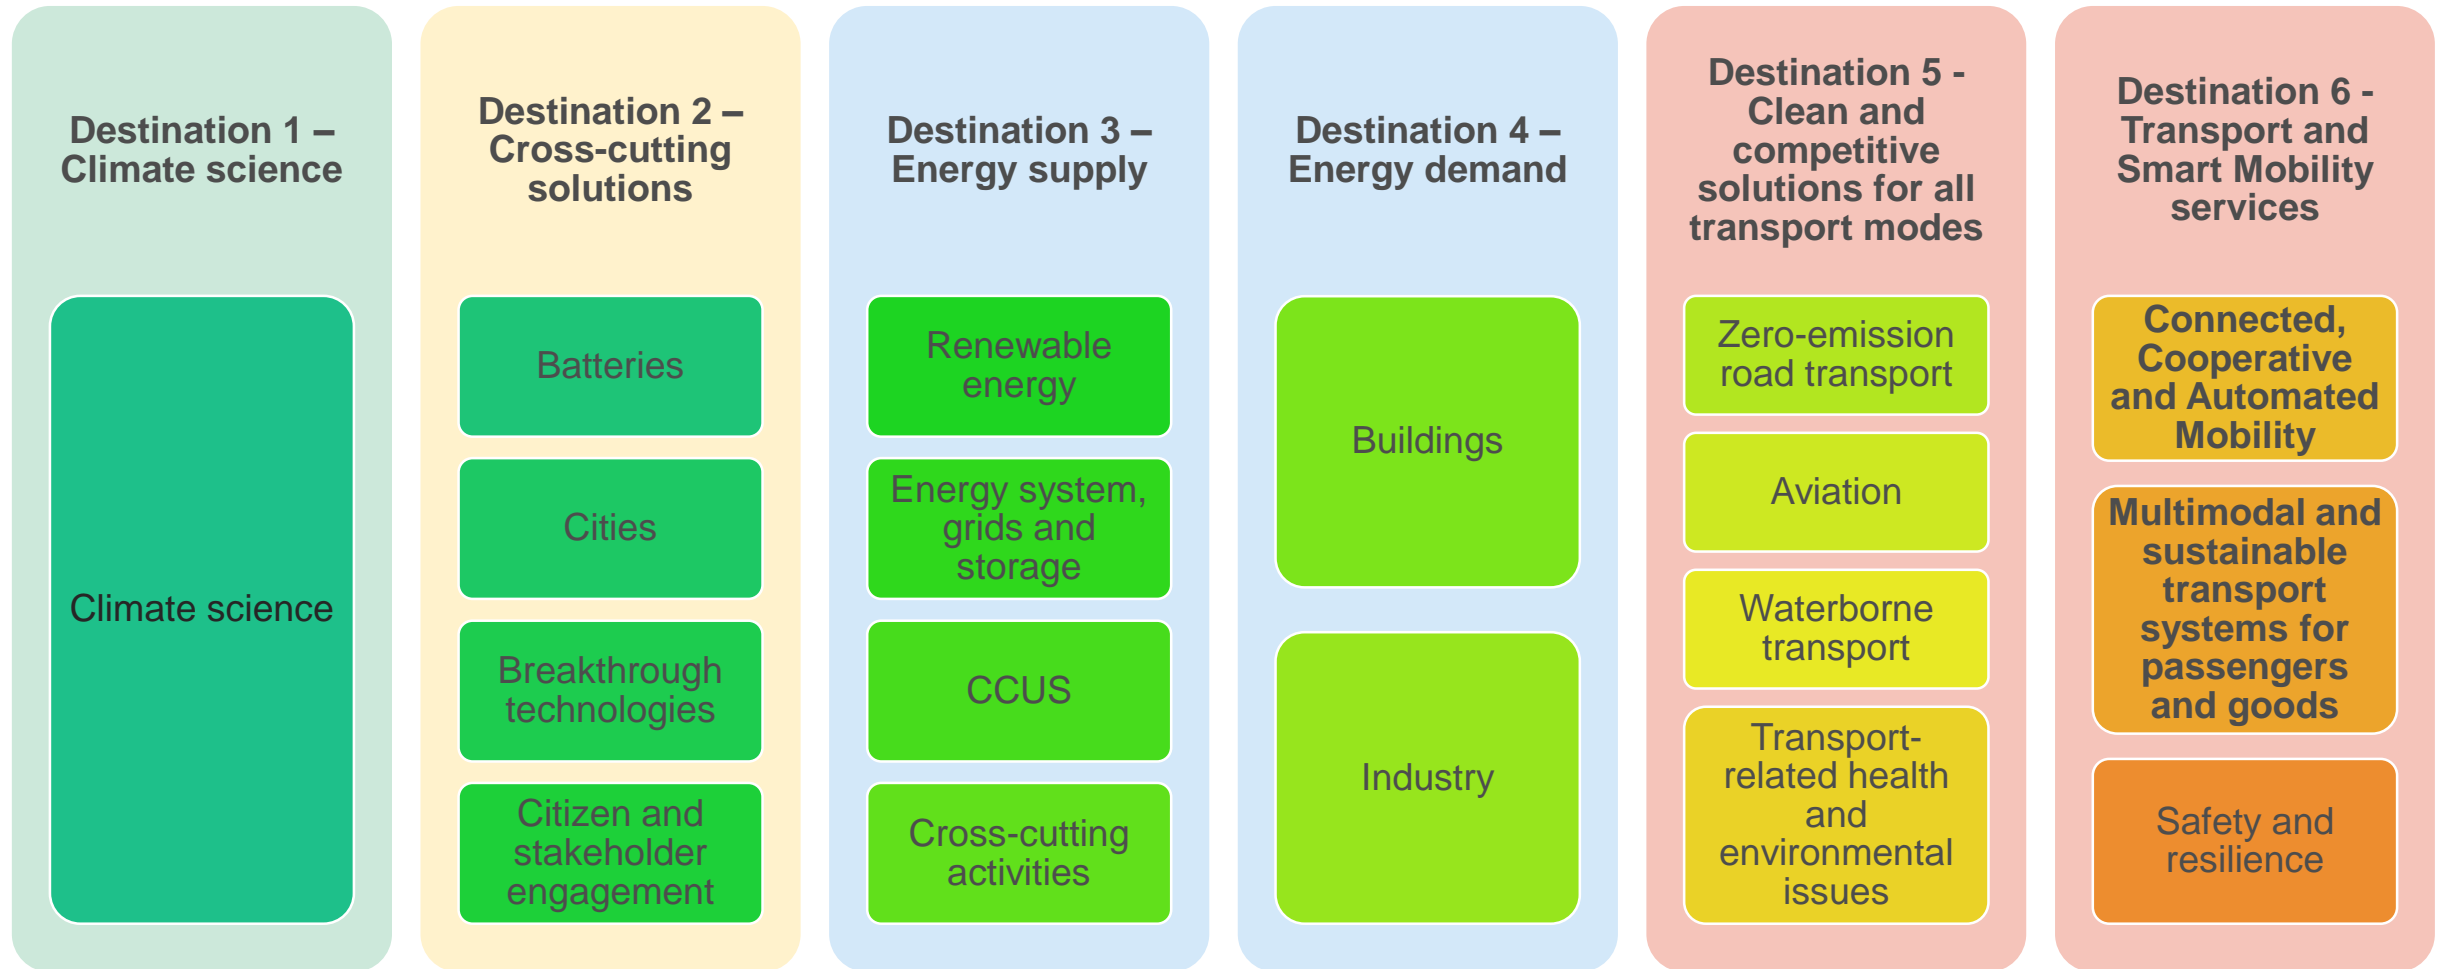 Destination 1 –
Climate science
Climate science
Destination 2 –
Cross-cutting
solutions
Batteries
Cities
Breakthrough
technologies
Citizen and
stakeholder
engagement
Destination 3 –
Energy supply
Renewable
energy
Energy system,
grids and
storage
CCUS
Cross-cutting
activities
Destination 4 –
Energy demand
Buildings
Industry
Destination 5 -
Clean and
competitive
solutions for all
transport modes
Zero-emission
road transport
Aviation
Waterborne
transport
Transport-
related health
and
environmental
issues
Destination 6 -
Transport and
Smart Mobility
services
Connected,
Cooperative
and Automated
Mobility
Multimodal and
sustainable
transport
systems for
passengers
and goods
Safety and
resilience